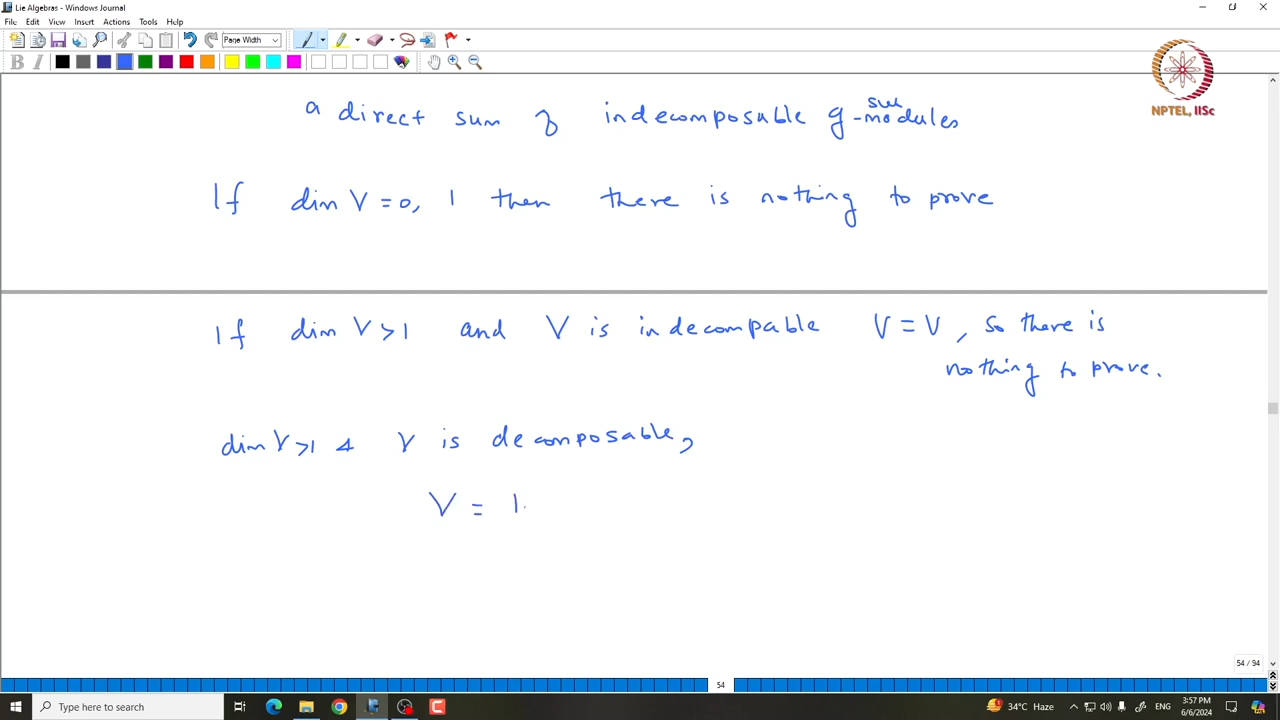 Lie Algebras - Windows Journal
File Edit View Insert Actions Tools Help
Page Width
B I
NPTEL, IISc
a direct sum of indecomposable g-submodules
If dim V = 0, 1 then there is nothing to prove
If dim V > 1 and V is indecompable V = V, so there is
nothing to prove.
dim V > 1 & V is decomposable,
V =
54 / 94
54
Type here to search
34°C Haze
ENG
3:57 PM
6/6/2024